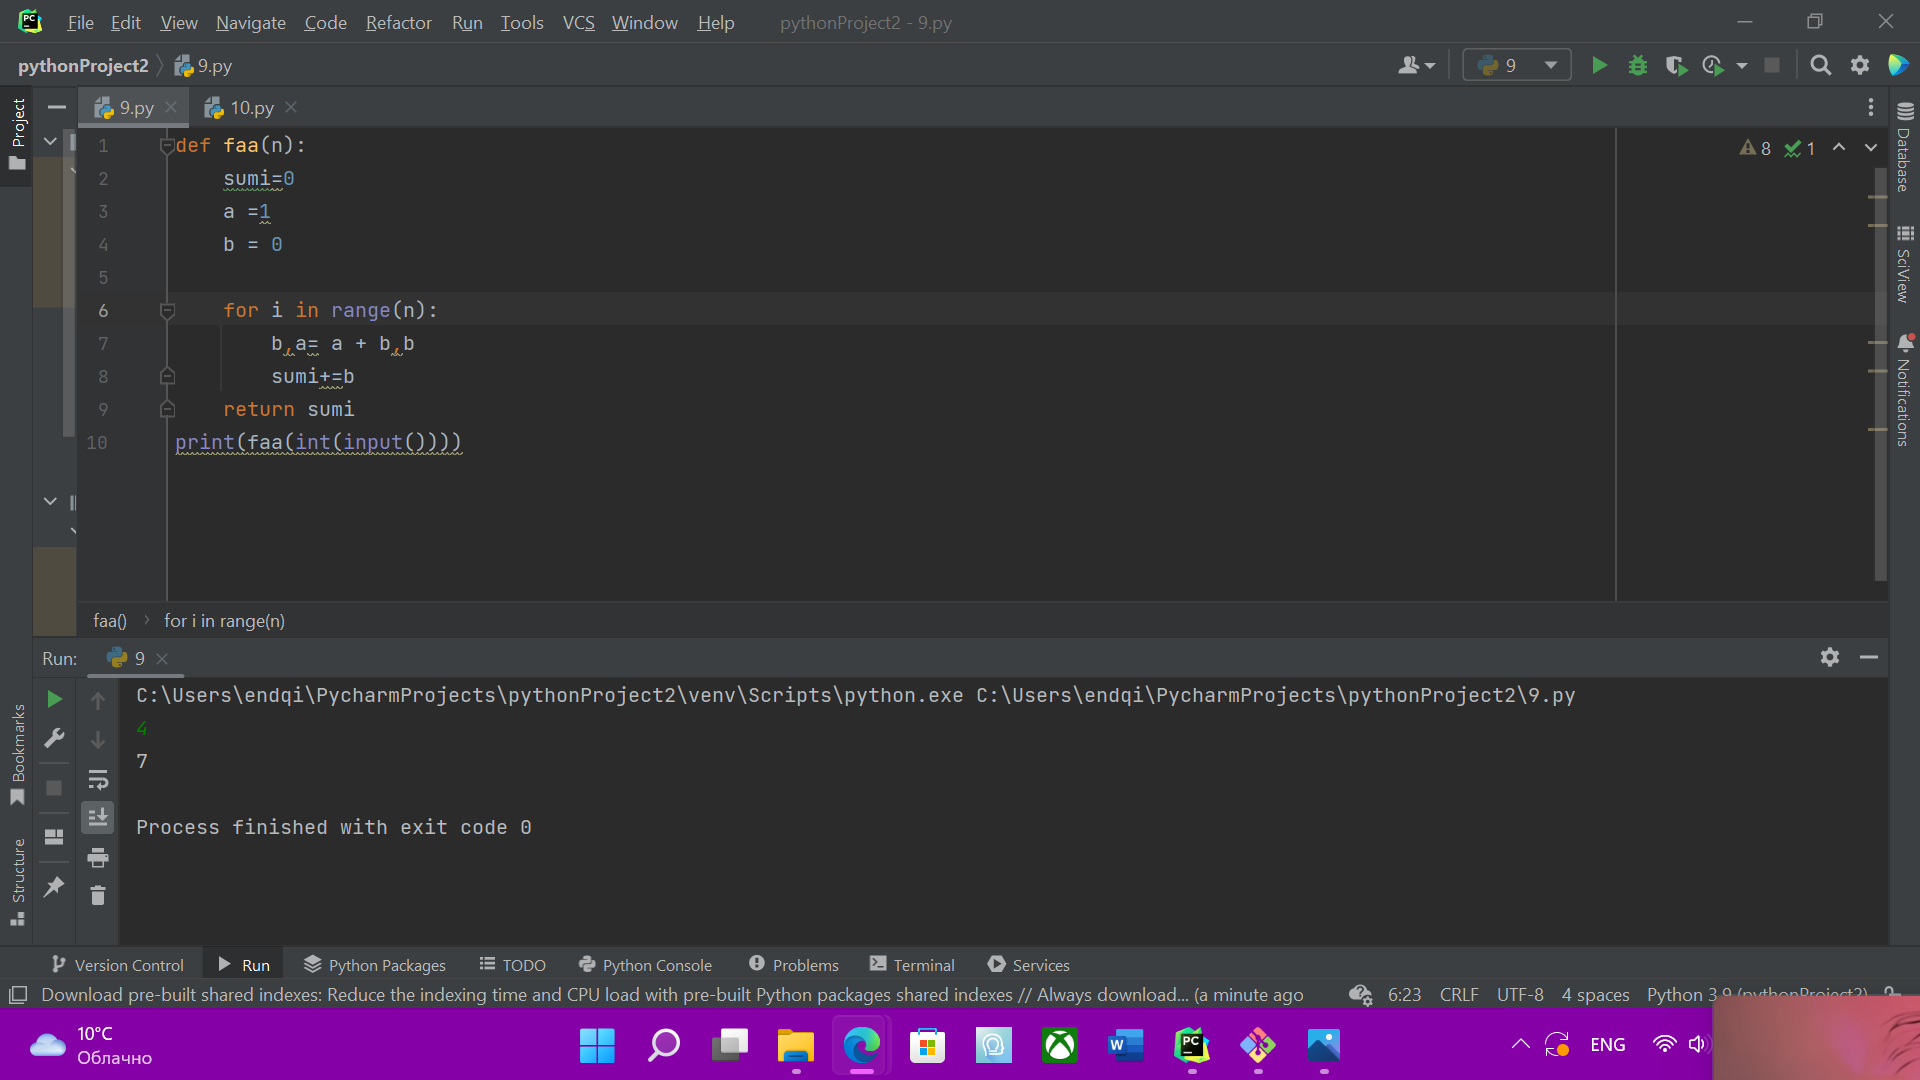 File Edit View Navigate Code Refactor Run Tools VCS Window Help pythonProject2 - 9.py
pythonProject2 9.py 9
Project 9.py 10.py
1 def faa(n): 8 1
2 sumi=0
3 a =1
4 b = 0
5
6 for i in range(n):
7 b,a= a + b,b
8 sumi+=b
9 return sumi
10 print(faa(int(input())))
Database
SciView
Notifications
faa() for i in range(n)
Run: 9
C:\Users\endqi\PycharmProjects\pythonProject2\venv\Scripts\python.exe C:\Users\endqi\PycharmProjects\pythonProject2\9.py
4
7
Process finished with exit code 0
Bookmarks
Structure
Version Control Run Python Packages TODO Python Console Problems Terminal Services
Download pre-built shared indexes: Reduce the indexing time and CPU load with pre-built Python packages shared indexes // Always download... (a minute ago 6:23 CRLF UTF-8 4 spaces Python 3.9 (pythonProject2)
10°C
Облачно
PC W PC ENG